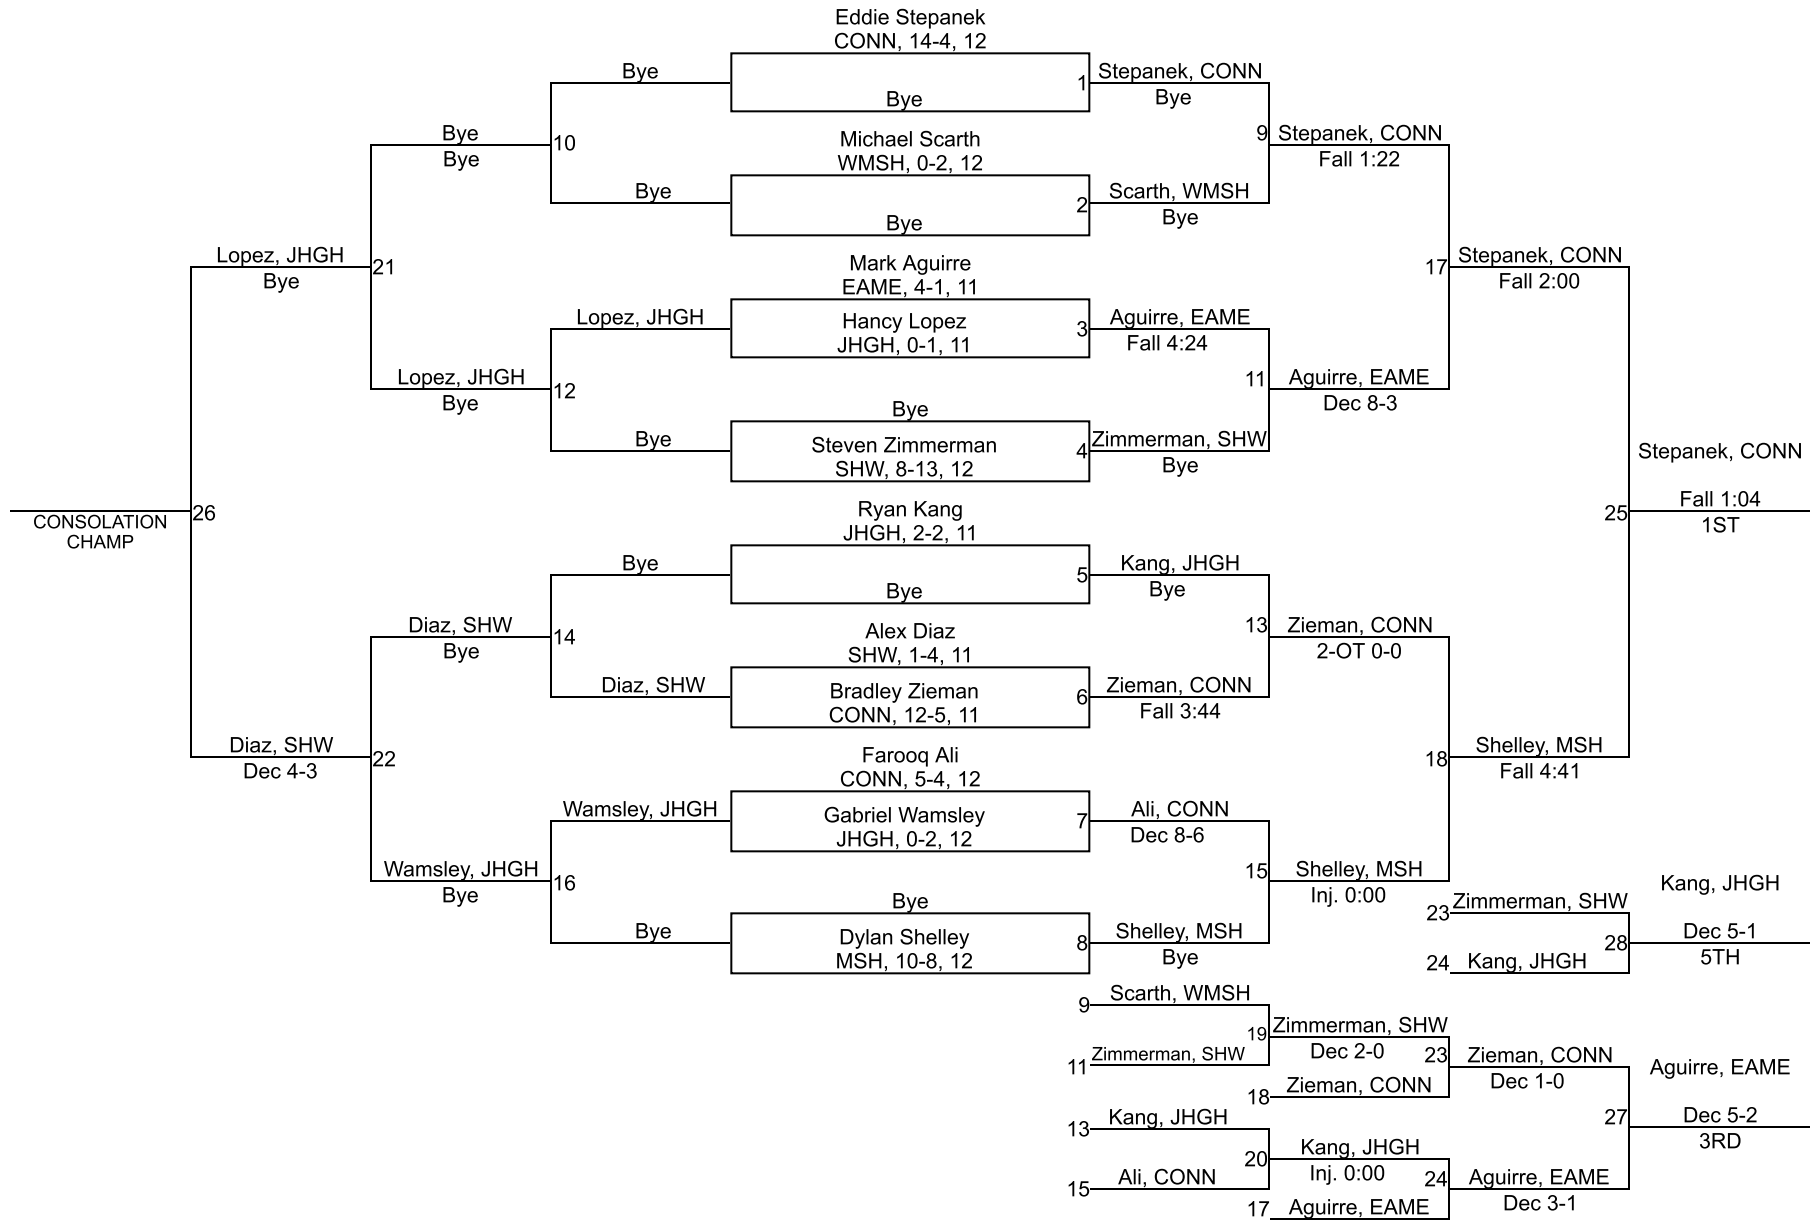 Eddie Stepanek
CONN, 14-4, 12
Bye
1
Stepanek, CONN
Bye
Bye
Michael Scarth
WMSH, 0-2, 12
Bye
2
Scarth, WMSH
Bye
Bye
Mark Aguirre
EAME, 4-1, 11
Hancy Lopez
JHGH, 0-1, 11
Lopez, JHGH
3
Aguirre, EAME
Fall 4:24
Bye
Steven Zimmerman
SHW, 8-13, 12
Bye
4
Zimmerman, SHW
Bye
Ryan Kang
JHGH, 2-2, 11
Bye
5
Kang, JHGH
Bye
Bye
Alex Diaz
SHW, 1-4, 11
Bradley Zieman
CONN, 12-5, 11
Diaz, SHW
6
Zieman, CONN
Fall 3:44
Farooq Ali
CONN, 5-4, 12
Gabriel Wamsley
JHGH, 0-2, 12
Wamsley, JHGH
7
Ali, CONN
Dec 8-6
Bye
Dylan Shelley
MSH, 10-8, 12
Bye
8
Shelley, MSH
Bye
Bye
Bye
10
Lopez, JHGH
Bye
12
Diaz, SHW
Bye
14
Wamsley, JHGH
Bye
16
Lopez, JHGH
Bye
21
Diaz, SHW
Dec 4-3
22
26
CONSOLATION
CHAMP
9
Stepanek, CONN
Fall 1:22
11
Aguirre, EAME
Dec 8-3
13
Zieman, CONN
2-OT 0-0
15
Shelley, MSH
Inj. 0:00
17
Stepanek, CONN
Fall 2:00
18
Shelley, MSH
Fall 4:41
25
Stepanek, CONN
Fall 1:04
1ST
23
Zimmerman, SHW
24
Kang, JHGH
28
Kang, JHGH
Dec 5-1
5TH
9
Scarth, WMSH
11
Zimmerman, SHW
19
Zimmerman, SHW
Dec 2-0
18
Zieman, CONN
23
Zieman, CONN
Dec 1-0
13
Kang, JHGH
15
Ali, CONN
20
Kang, JHGH
Inj. 0:00
17
Aguirre, EAME
24
Aguirre, EAME
Dec 3-1
27
Aguirre, EAME
Dec 5-2
3RD